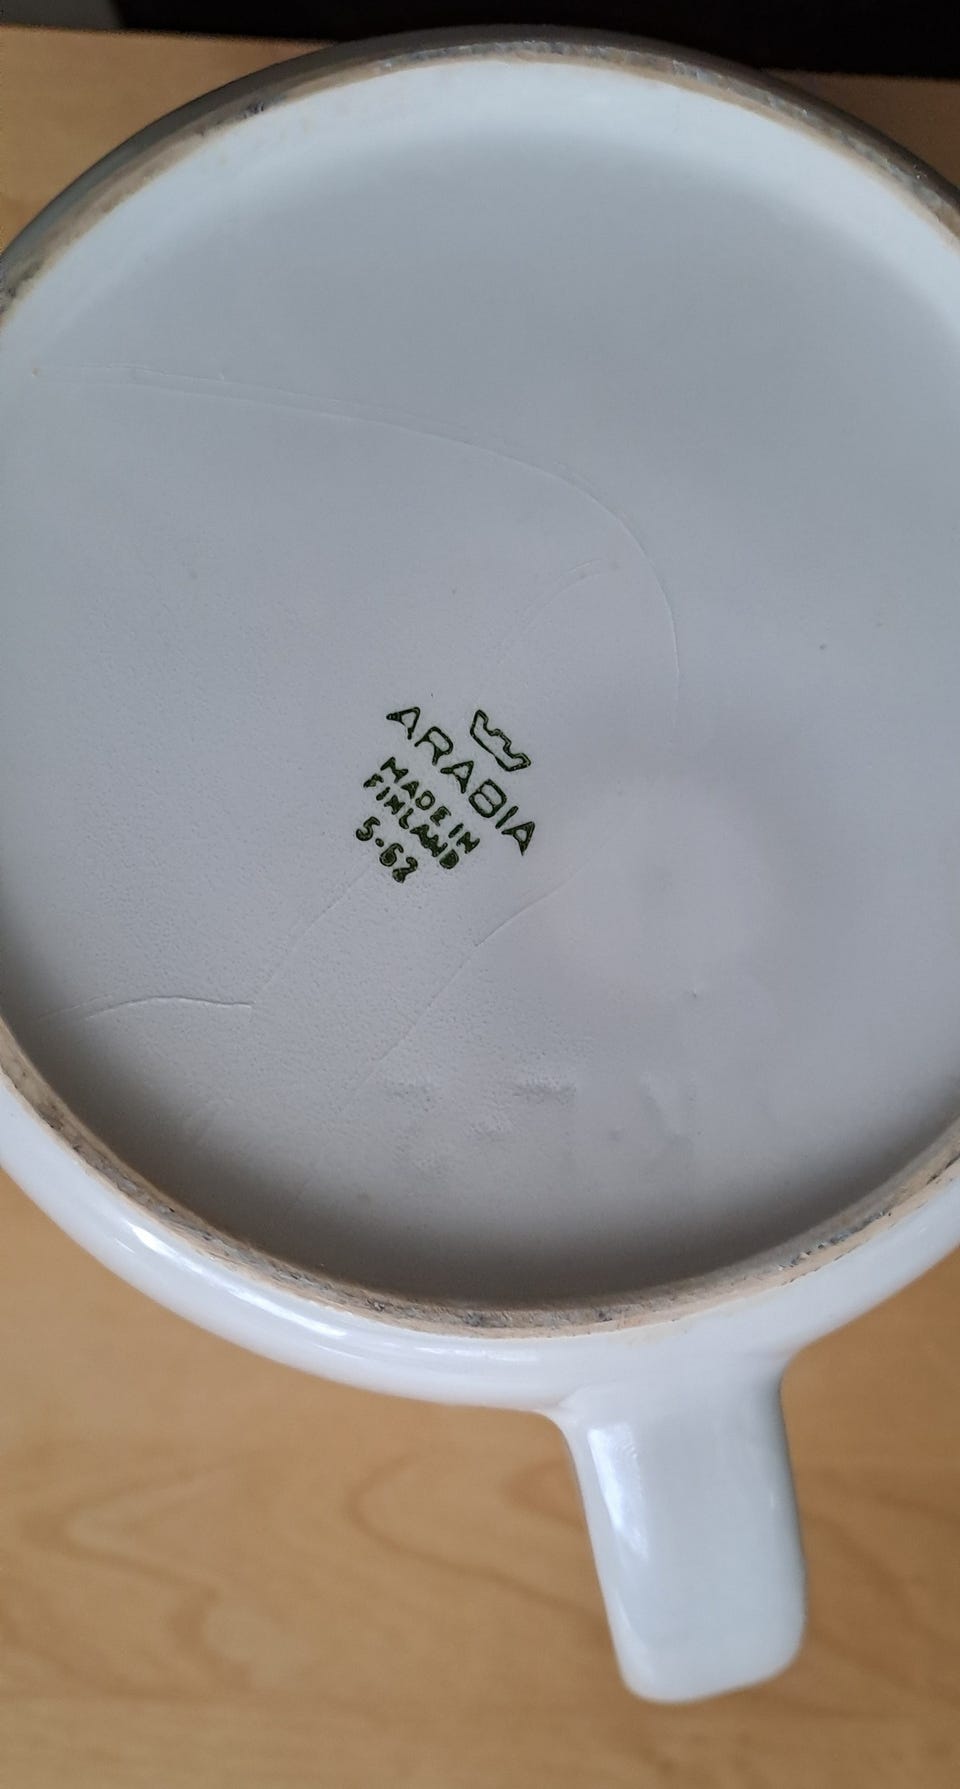 ARABIA
MADE IN
FINLAND
5-62